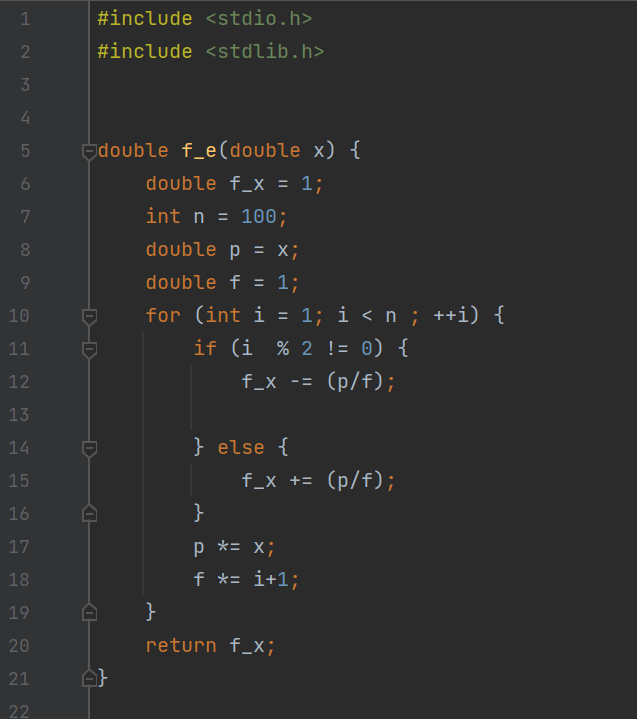 1 #include <stdio.h>
2 #include <stdlib.h>
3
4
5 double f_e(double x) {
6     double f_x = 1;
7     int n = 100;
8     double p = x;
9     double f = 1;
10     for (int i = 1; i < n ; ++i) {
11         if (i  % 2 != 0) {
12             f_x -= (p/f);
13
14         } else {
15             f_x += (p/f);
16         }
17         p *= x;
18         f *= i+1;
19     }
20     return f_x;
21 }
22